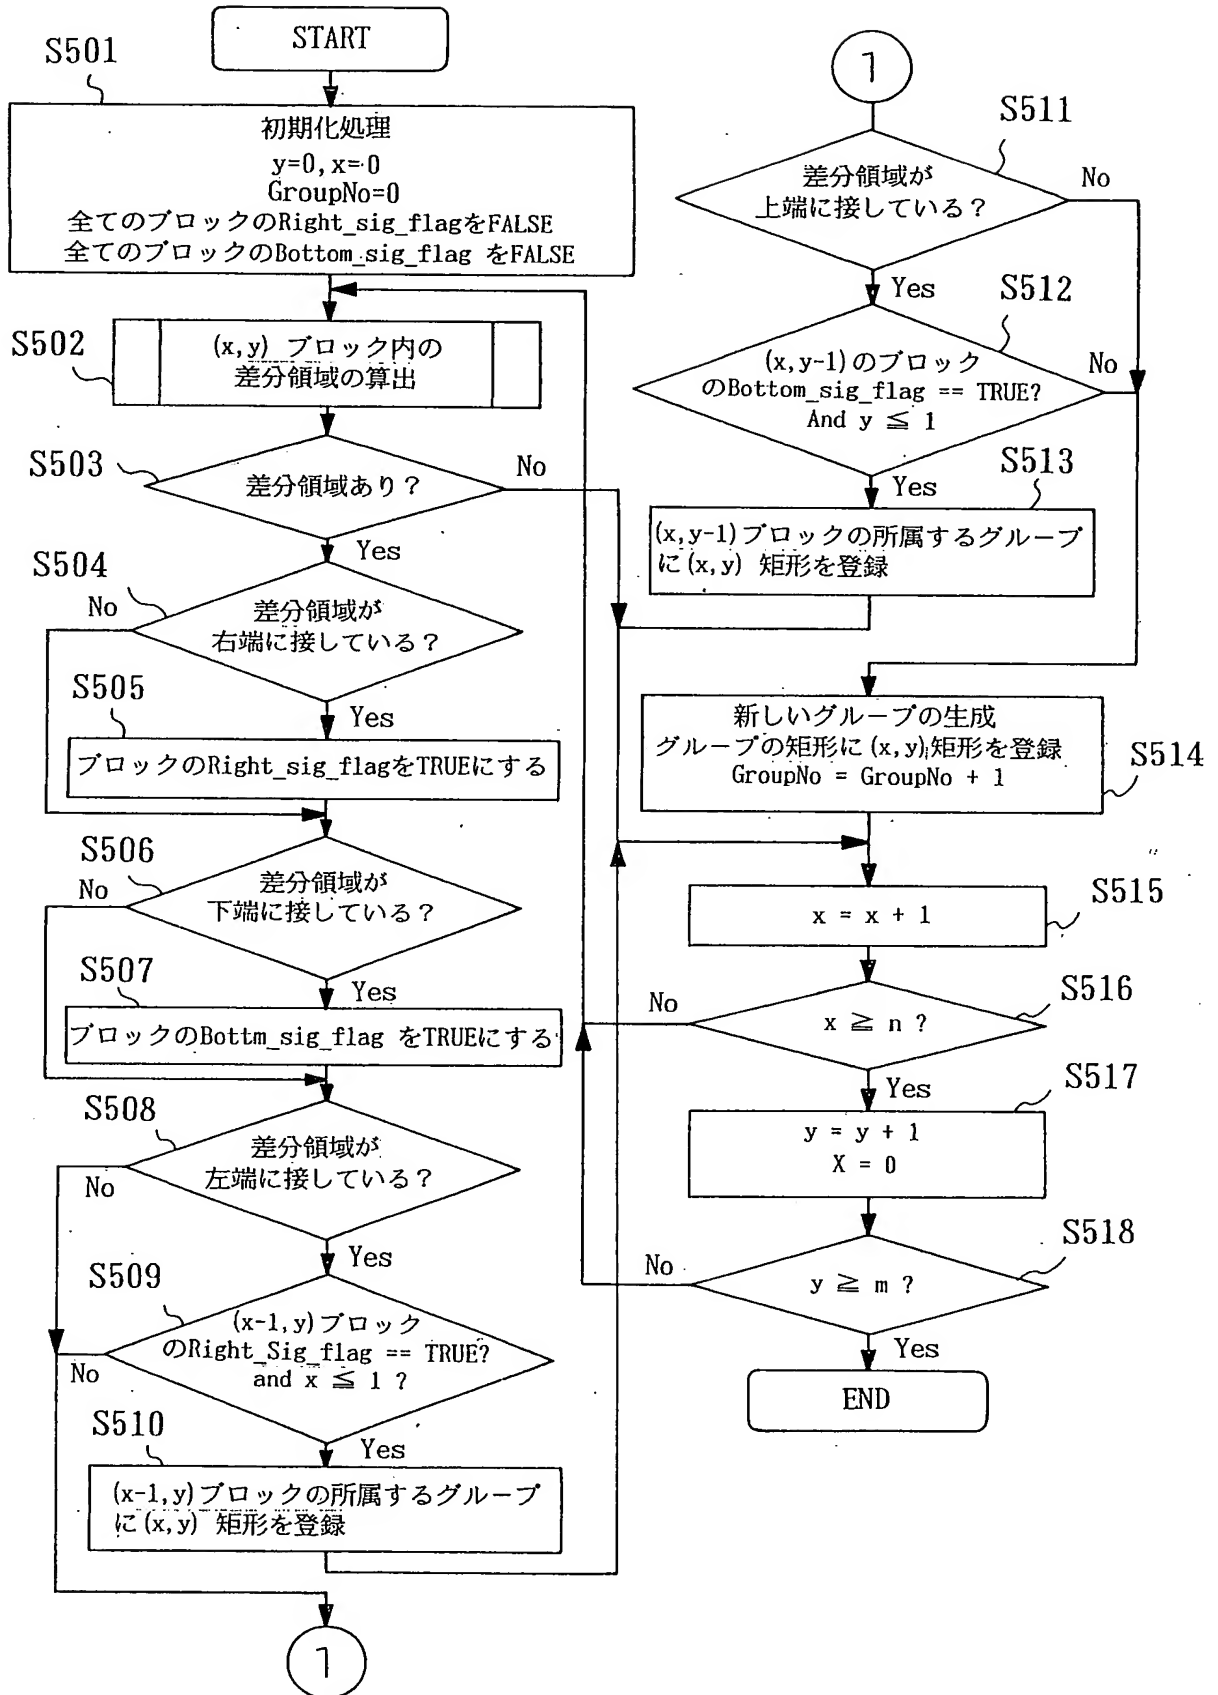 START
S501
初期化処理
y=0, x=0
GroupNo=0
全てのブロックのRight_sig_flagをFALSE
全てのブロックのBottom_sig_flag をFALSE
S502
(x,y) ブロック内の
差分領域の算出
S503
差分領域あり？
No
Yes
S504
差分領域が
右端に接している？
No
Yes
S505
ブロックのRight_sig_flagをTRUEにする
S506
差分領域が
下端に接している？
No
Yes
S507
ブロックのBottm_sig_flag をTRUEにする
S508
差分領域が
左端に接している？
No
Yes
S509
(x-1,y)ブロック
のRight_Sig_flag == TRUE?
and x ≦ 1 ?
No
Yes
S510
(x-1,y)ブロックの所属するグループ
に(x,y) 矩形を登録
1
1
S511
差分領域が
上端に接している？
No
Yes
S512
(x,y-1)のブロック
のBottom_sig_flag == TRUE?
And y ≦ 1
No
Yes
S513
(x,y-1)ブロックの所属するグループ
に(x,y) 矩形を登録
新しいグループの生成
グループの矩形に(x,y)矩形を登録
GroupNo = GroupNo + 1
S514
S515
x = x + 1
S516
x ≧ n ?
No
Yes
S517
y = y + 1
X = 0
S518
y ≧ m ?
No
Yes
END